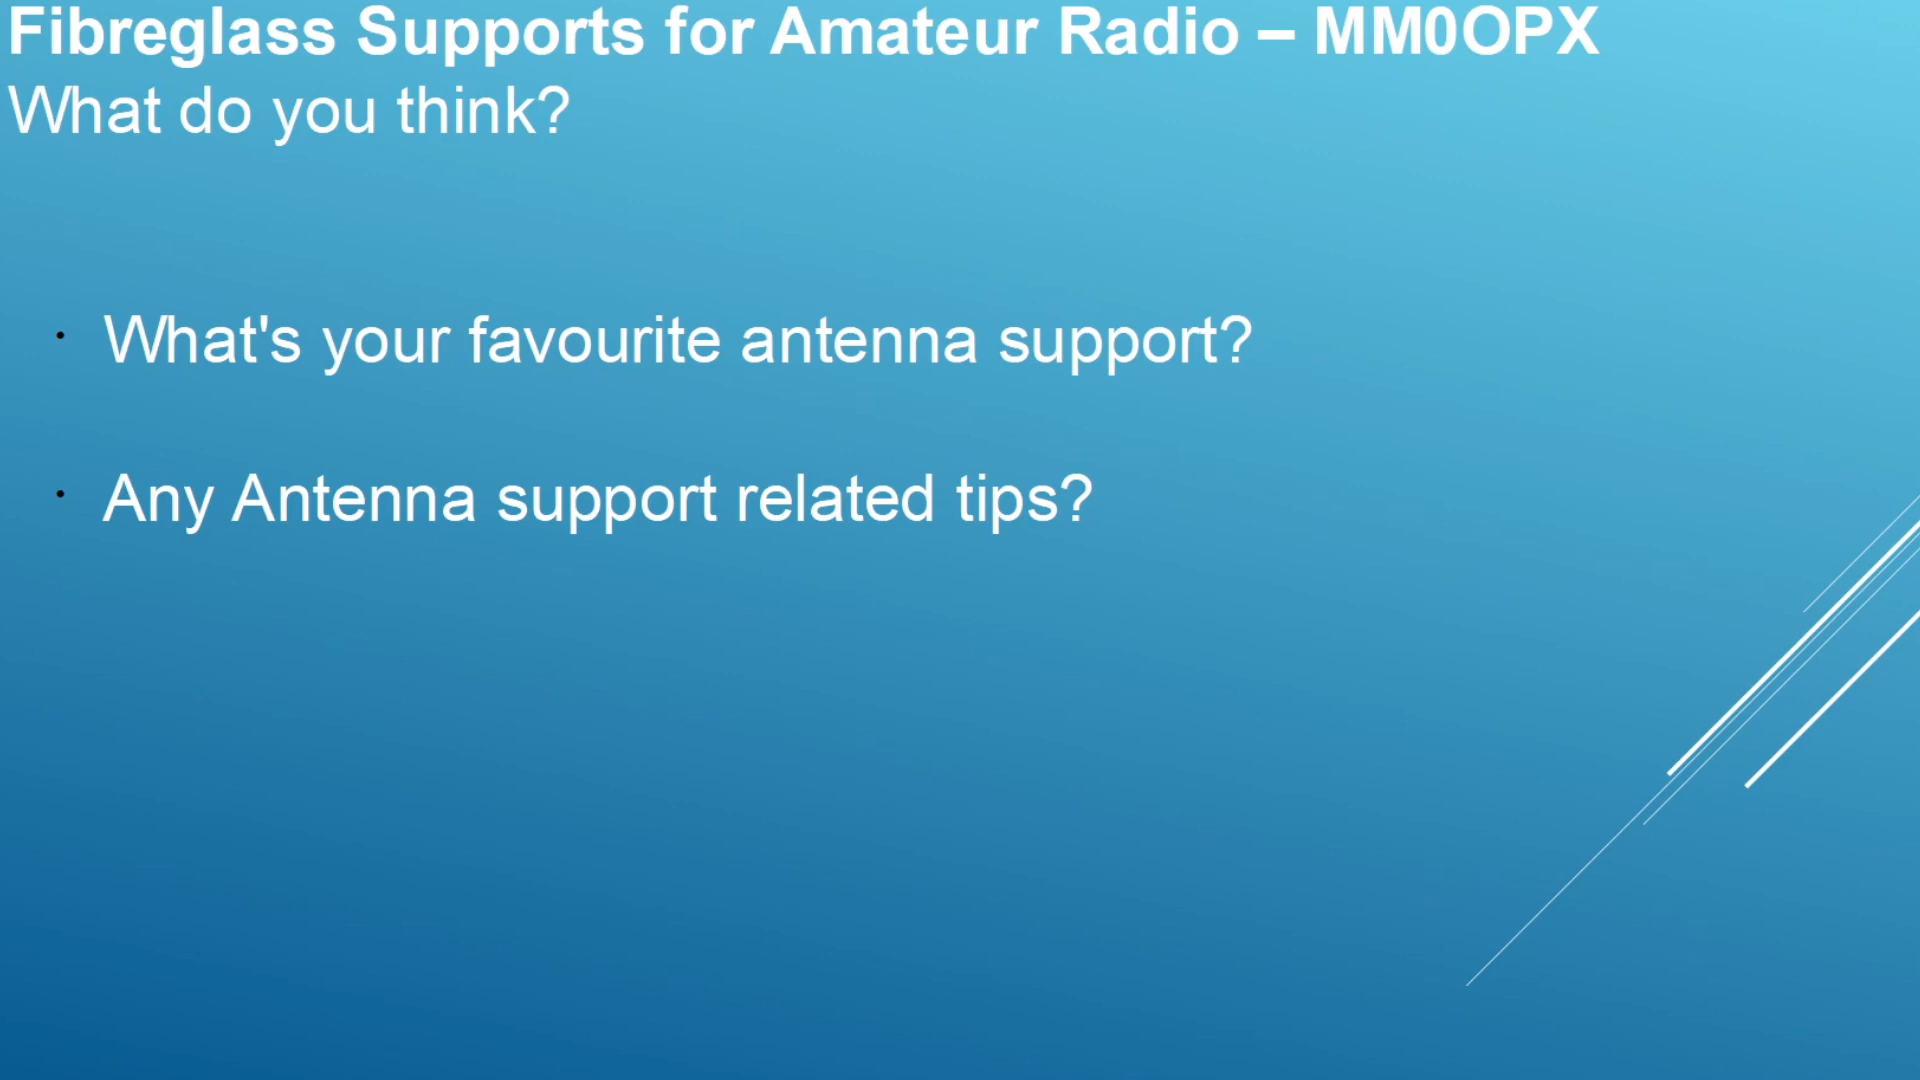 Fibreglass Supports for Amateur Radio – MM0OPX
What do you think?
· What's your favourite antenna support?
· Any Antenna support related tips?